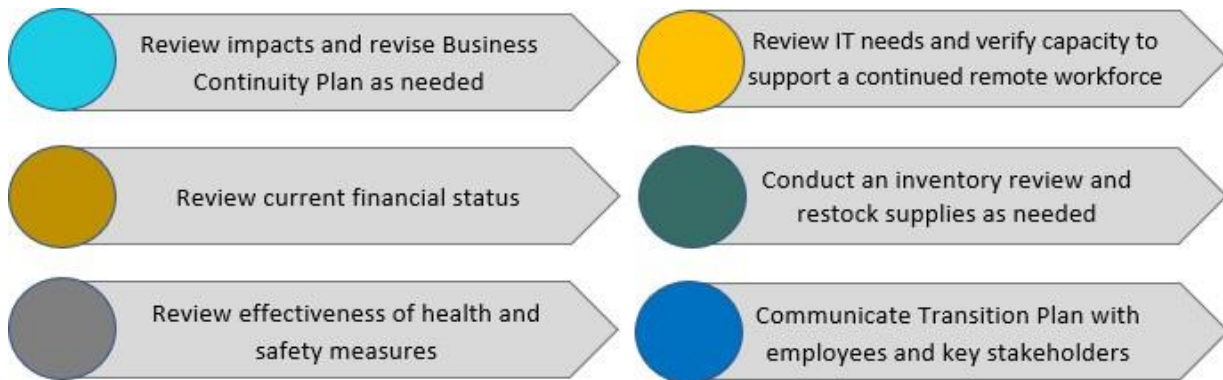 Review impacts and revise Business
Continuity Plan as needed
Review IT needs and verify capacity to
support a continued remote workforce
Review current financial status
Conduct an inventory review and
restock supplies as needed
Review effectiveness of health and
safety measures
Communicate Transition Plan with
employees and key stakeholders